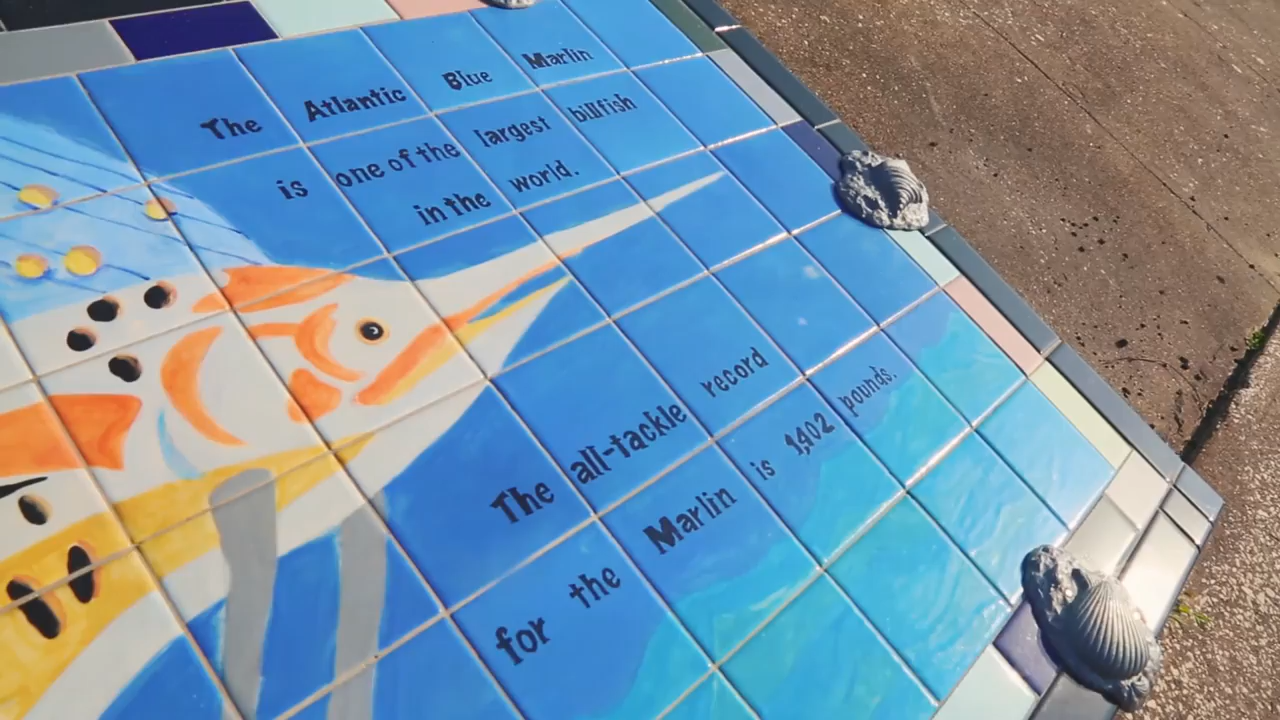 The Atlantic Blue Marlin
is one of the largest billfish
in the world.
The all-tackle record
for the Marlin is 1,402 pounds.